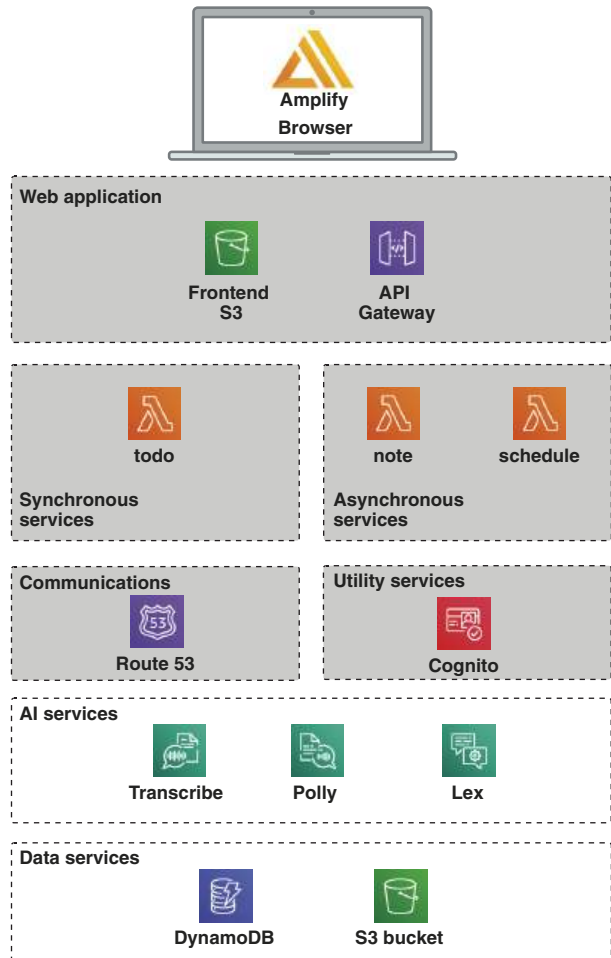 Amplify
Browser
Web application
Frontend
S3
API
Gateway
todo
Synchronous
services
note
schedule
Asynchronous
services
Communications
53
Route 53
Utility services
Cognito
AI services
Transcribe
Polly
Lex
Data services
DynamoDB
S3 bucket